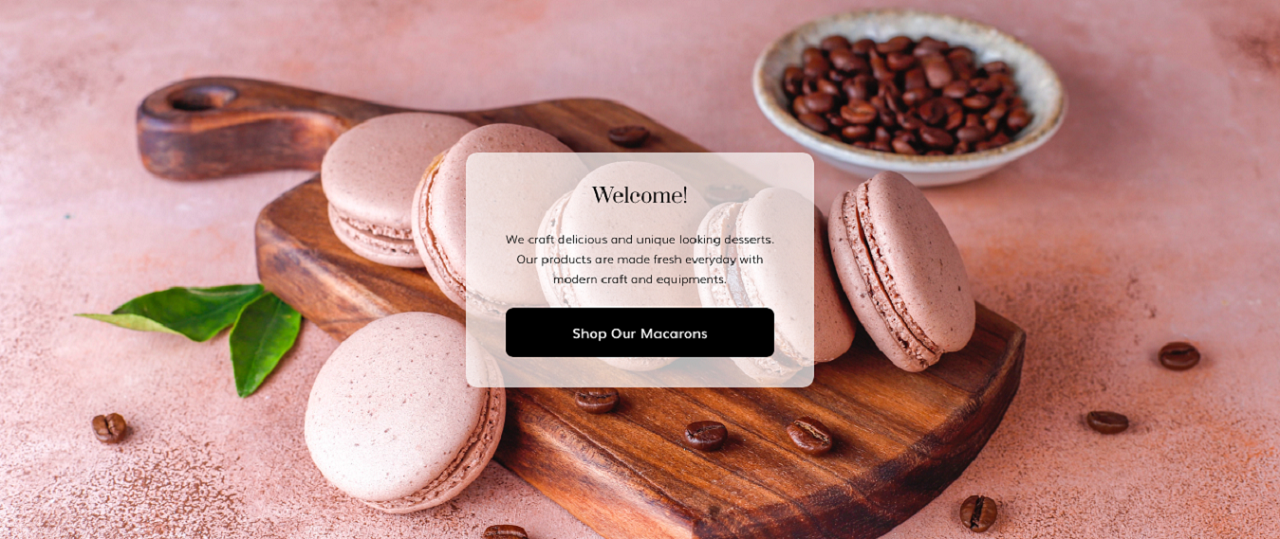 Welcome!
We craft delicious and unique looking desserts.
Our products are made fresh everyday with
modern craft and equipments.
Shop Our Macarons